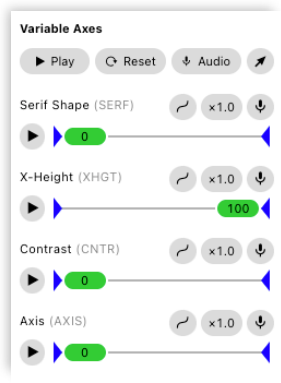 Variable Axes
Play Reset Audio
Serif Shape (SERF) ×1.0
0
X-Height (XHGT) ×1.0
100
Contrast (CNTR) ×1.0
0
Axis (AXIS) ×1.0
0